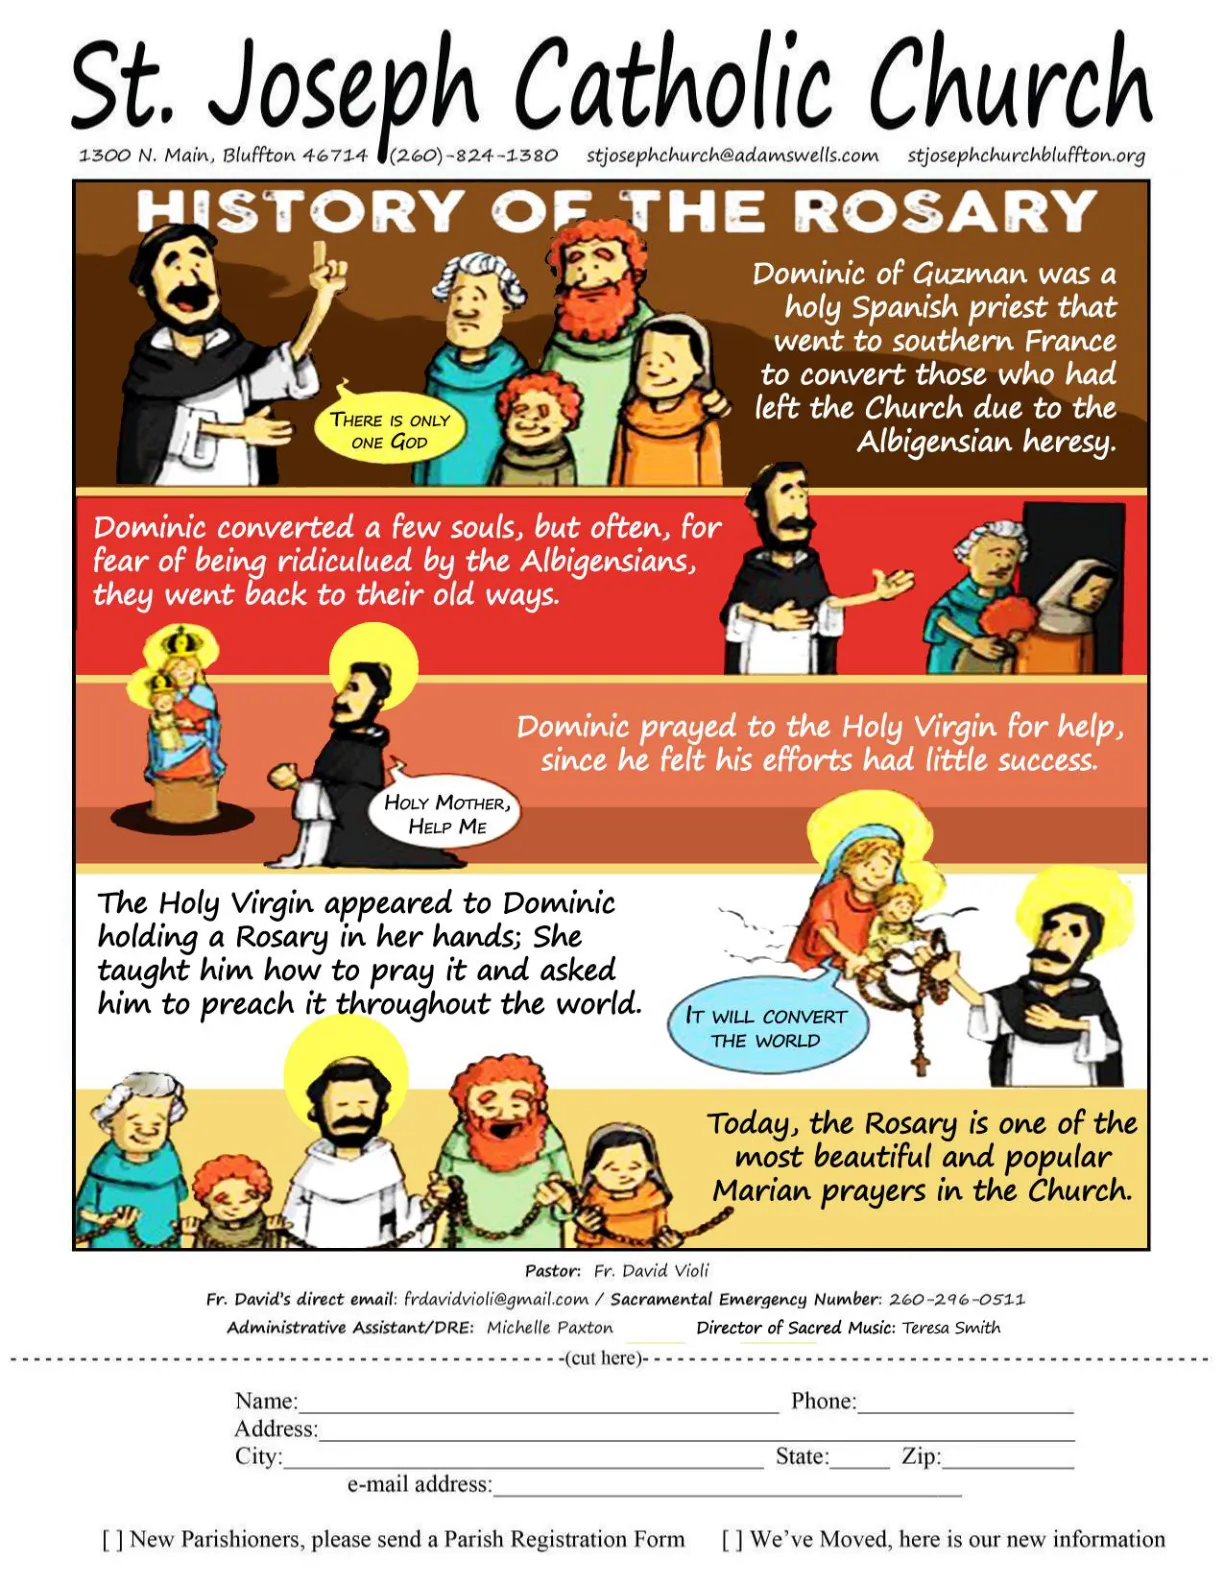 St. Joseph Catholic Church
1300 N. Main, Bluffton 46714 (260)-824-1380 stjosephchurch@adamswells.com stjosephchurchbluffton.org
HISTORY OF THE ROSARY
Dominic of Guzman was a
holy Spanish priest that
went to southern France
to convert those who had
left the Church due to the
Albigensian heresy.
THERE IS ONLY
ONE GOD
Dominic converted a few souls, but often, for
fear of being ridiculued by the Albigensians,
they went back to their old ways.
Dominic prayed to the Holy Virgin for help,
since he felt his efforts had little success.
HOLY MOTHER,
HELP ME
The Holy Virgin appeared to Dominic
holding a Rosary in her hands; She
taught him how to pray it and asked
him to preach it throughout the world.
IT WILL CONVERT
THE WORLD
Today, the Rosary is one of the
most beautiful and popular
Marian prayers in the Church.
Pastor: Fr. David Violi
Fr. David's direct email: frdavidvioli@gmail.com / Sacramental Emergency Number: 260-296-0511
Administrative Assistant/DRE: Michelle Paxton Director of Sacred Music: Teresa Smith
(cut here)
Name: Phone:
Address:
City: State: Zip:
e-mail address:
[ ] New Parishioners, please send a Parish Registration Form [ ] We've Moved, here is our new information